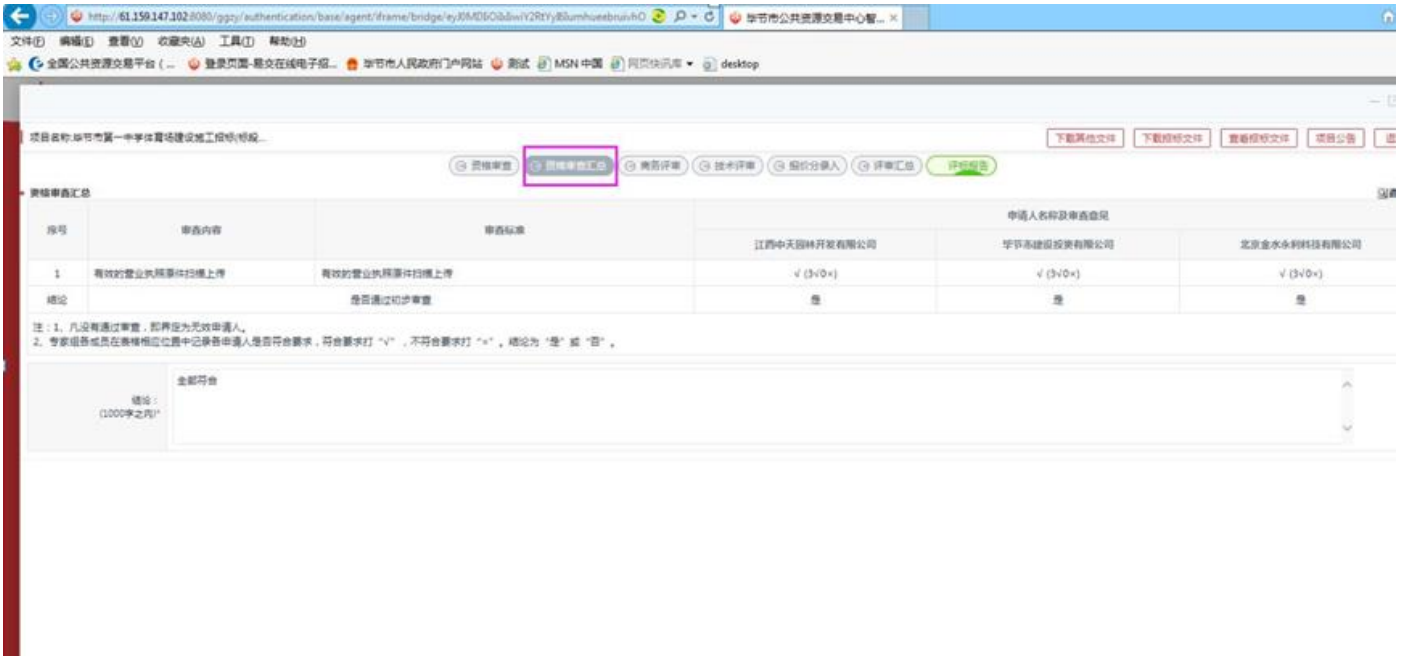 http://61.159.147.102:8080/ggzy/authentication/base/agent/iframe/bridge/
毕节市公共资源交易中心智... ×
文件(F) 编辑(E) 查看(V) 收藏夹(A) 工具(T) 帮助(H)
全国公共资源交易平台 (... 登录页面-易交在线电子招... 毕节市人民政府门户网站 测试 MSN 中国 网页快讯库 desktop
项目名称:毕节市第一中学体育场建设施工招标(标段...
下载其他文件 下载招标文件 查看招标文件 项目公告
资格审查 资格审查汇总 商务评审 技术评审 报价分录入 评审汇总 评标报告
资格审查汇总
序号 审查内容 审查标准 申请人名称及审查意见
江西中天园林开发有限公司 毕节市建设投资有限公司 北京金水永利科技有限公司
1 有效的营业执照原件扫描上传 有效的营业执照原件扫描上传 √ (3√0×) √ (3√0×) √ (3√0×)
结论 是否通过初步审查 是 是 是
注：1、凡没有通过审查，即界定为无效申请人。
2、专家组各成员在表格相应位置中记录各申请人是否符合要求，符合要求打“√”，不符合要求打“×”，结论为“是”或“否”。
结论：
(1000字之内)*
全部符合